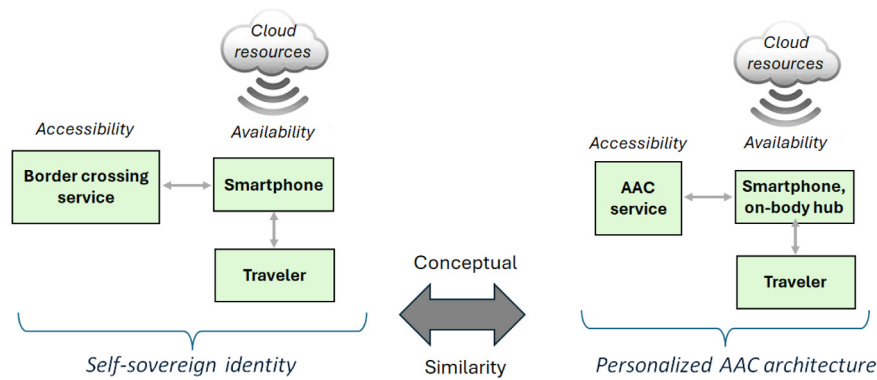 Cloud
resources
Accessibility
Availability
Border crossing
service
Smartphone
Traveler
Self-sovereign identity
Conceptual
Similarity
Cloud
resources
Accessibility
Availability
AAC
service
Smartphone,
on-body hub
Traveler
Personalized AAC architecture